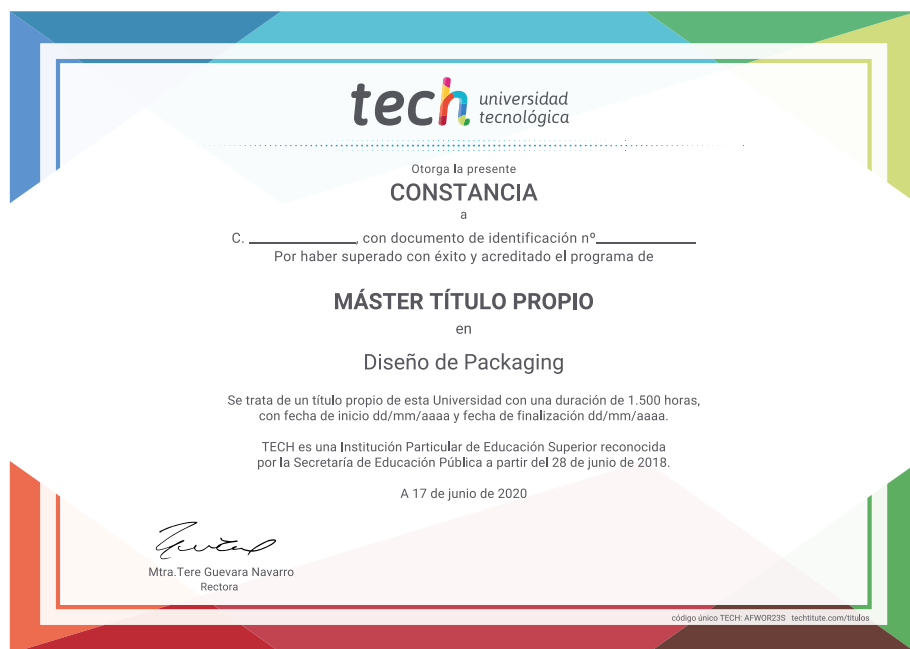 tech universidad
tecnológica
Otorga la presente
CONSTANCIA
a
C. ____________, con documento de identificación nº____________
Por haber superado con éxito y acreditado el programa de
MÁSTER TÍTULO PROPIO
en
Diseño de Packaging
Se trata de un título propio de esta Universidad con una duración de 1.500 horas,
con fecha de inicio dd/mm/aaaa y fecha de finalización dd/mm/aaaa.
TECH es una Institución Particular de Educación Superior reconocida
por la Secretaría de Educación Pública a partir del 28 de junio de 2018.
A 17 de junio de 2020
Mtra.Tere Guevara Navarro
Rectora
código único TECH: AFWOR23S techtitute.com/titulos